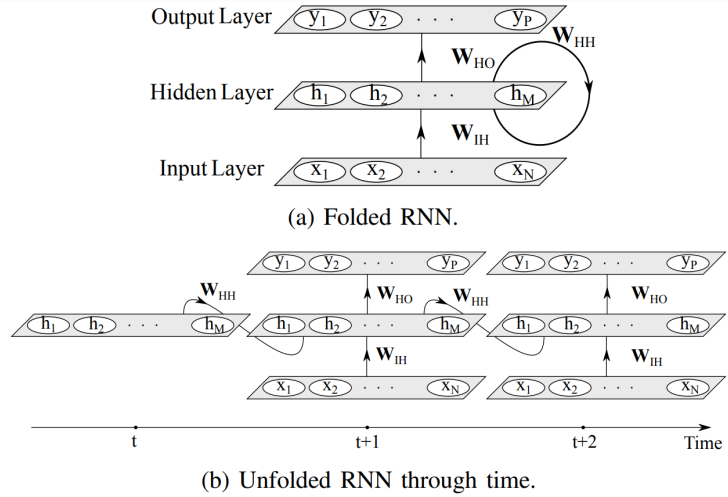 Output Layer y1 y2 · · · yP
WHO WHH
Hidden Layer h1 h2 · · · hM
WIH
Input Layer x1 x2 · · · xN
(a) Folded RNN.
y1 y2 · · · yP y1 y2 · · · yP
WHH WHO WHH WHO
h1 h2 · · · hM h1 h2 · · · hM h1 h2 · · · hM
WIH WIH
x1 x2 · · · xN x1 x2 · · · xN
t t+1 t+2 Time
(b) Unfolded RNN through time.